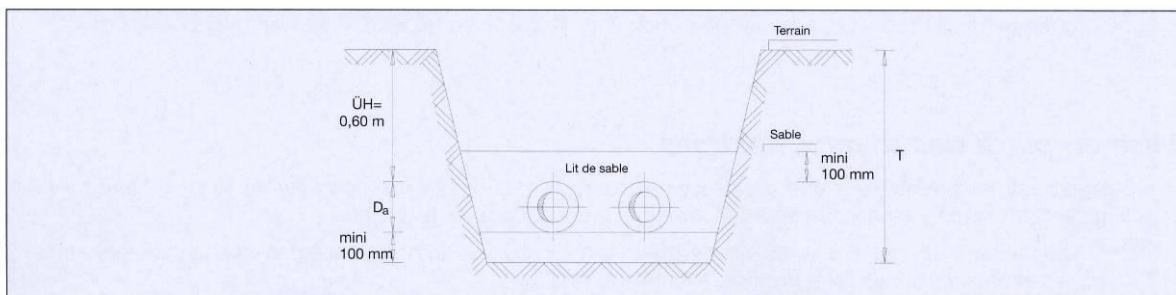 Terrain
ÜH=
0,60 m
Sable
Lit de sable
mini
100 mm
T
Da
mini
100 mm